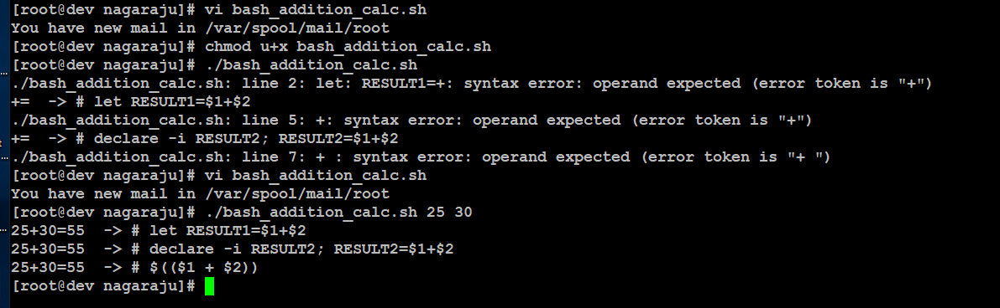 [root@dev nagaraju]# vi bash_addition_calc.sh
You have new mail in /var/spool/mail/root
[root@dev nagaraju]# chmod u+x bash_addition_calc.sh
[root@dev nagaraju]# ./bash_addition_calc.sh
./bash_addition_calc.sh: line 2: let: RESULT1=+: syntax error: operand expected (error token is "+")
+=  -> # let RESULT1=$1+$2
./bash_addition_calc.sh: line 5: +: syntax error: operand expected (error token is "+")
+=  -> # declare -i RESULT2; RESULT2=$1+$2
./bash_addition_calc.sh: line 7: + : syntax error: operand expected (error token is "+ ")
[root@dev nagaraju]# vi bash_addition_calc.sh
You have new mail in /var/spool/mail/root
[root@dev nagaraju]# ./bash_addition_calc.sh 25 30
25+30=55  -> # let RESULT1=$1+$2
25+30=55  -> # declare -i RESULT2; RESULT2=$1+$2
25+30=55  -> # $(($1 + $2))
[root@dev nagaraju]#